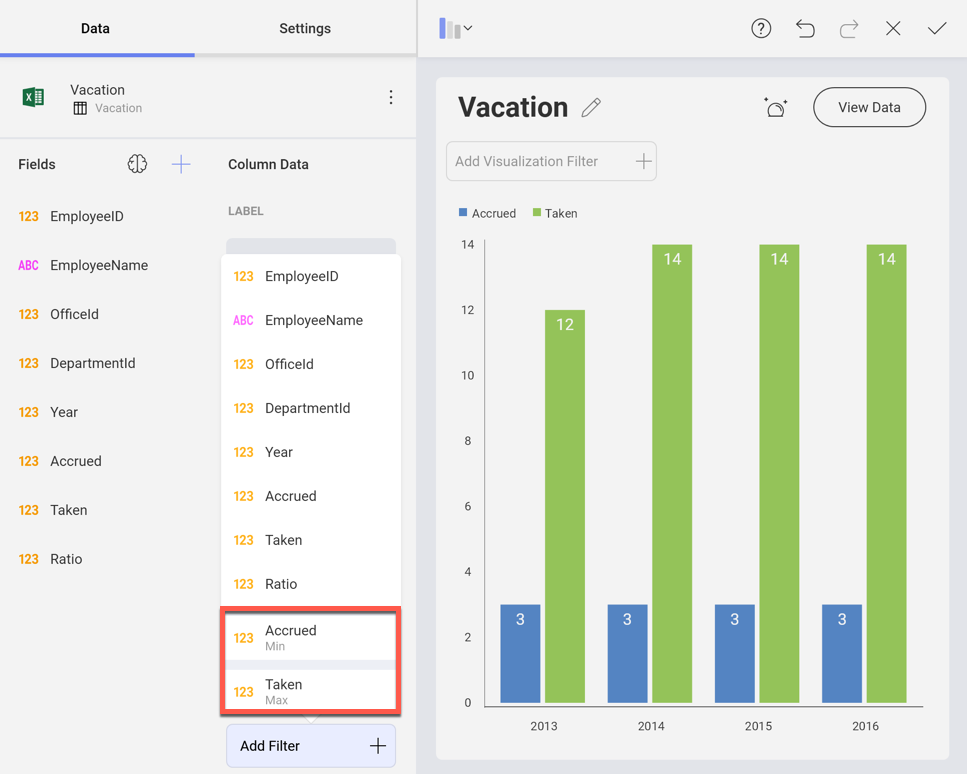 Data
Settings
Vacation
Vacation
Fields
Column Data
LABEL
123 EmployeeID
ABC EmployeeName
123 OfficeId
123 DepartmentId
123 Year
123 Accrued
123 Taken
123 Ratio
123 EmployeeID
ABC EmployeeName
123 OfficeId
123 DepartmentId
123 Year
123 Accrued
123 Taken
123 Ratio
123 Accrued
Min
123 Taken
Max
Add Filter
Vacation
View Data
Add Visualization Filter
Accrued Taken
14
12
10
8
6
4
2
0
3 12 3 14 3 14 3 14
2013 2014 2015 2016